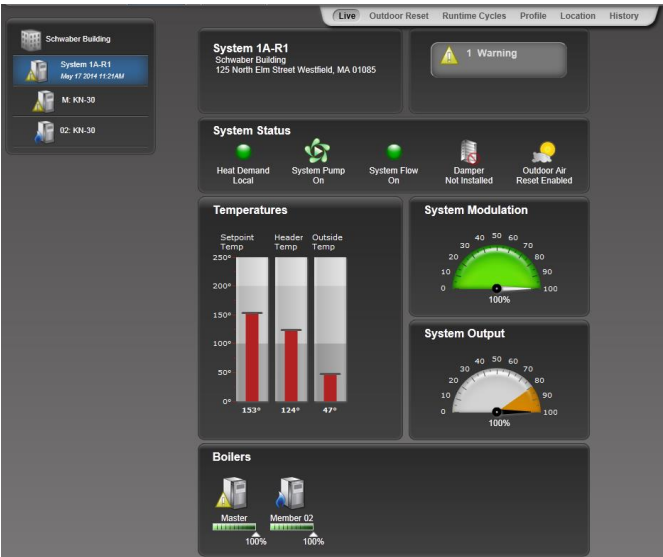 Live Outdoor Reset Runtime Cycles Profile Location History
Schwaber Building
System 1A-R1
May 17 2014 11:21AM
M: KN-30
02: KN-30
System 1A-R1
Schwaber Building
125 North Elm Street Westfield, MA 01085
1 Warning
System Status
Heat Demand
Local
System Pump
On
System Flow
On
Damper
Not Installed
Outdoor Air
Reset Enabled
Temperatures
Setpoint
Temp
Header
Temp
Outside
Temp
250°
200°
150°
100°
50°
0°
153° 124° 47°
System Modulation
0 10 20 30 40 50 60 70 80 90 100
100%
System Output
0 10 20 30 40 50 60 70 80 90 100
100%
Boilers
Master
100%
Member 02
100%